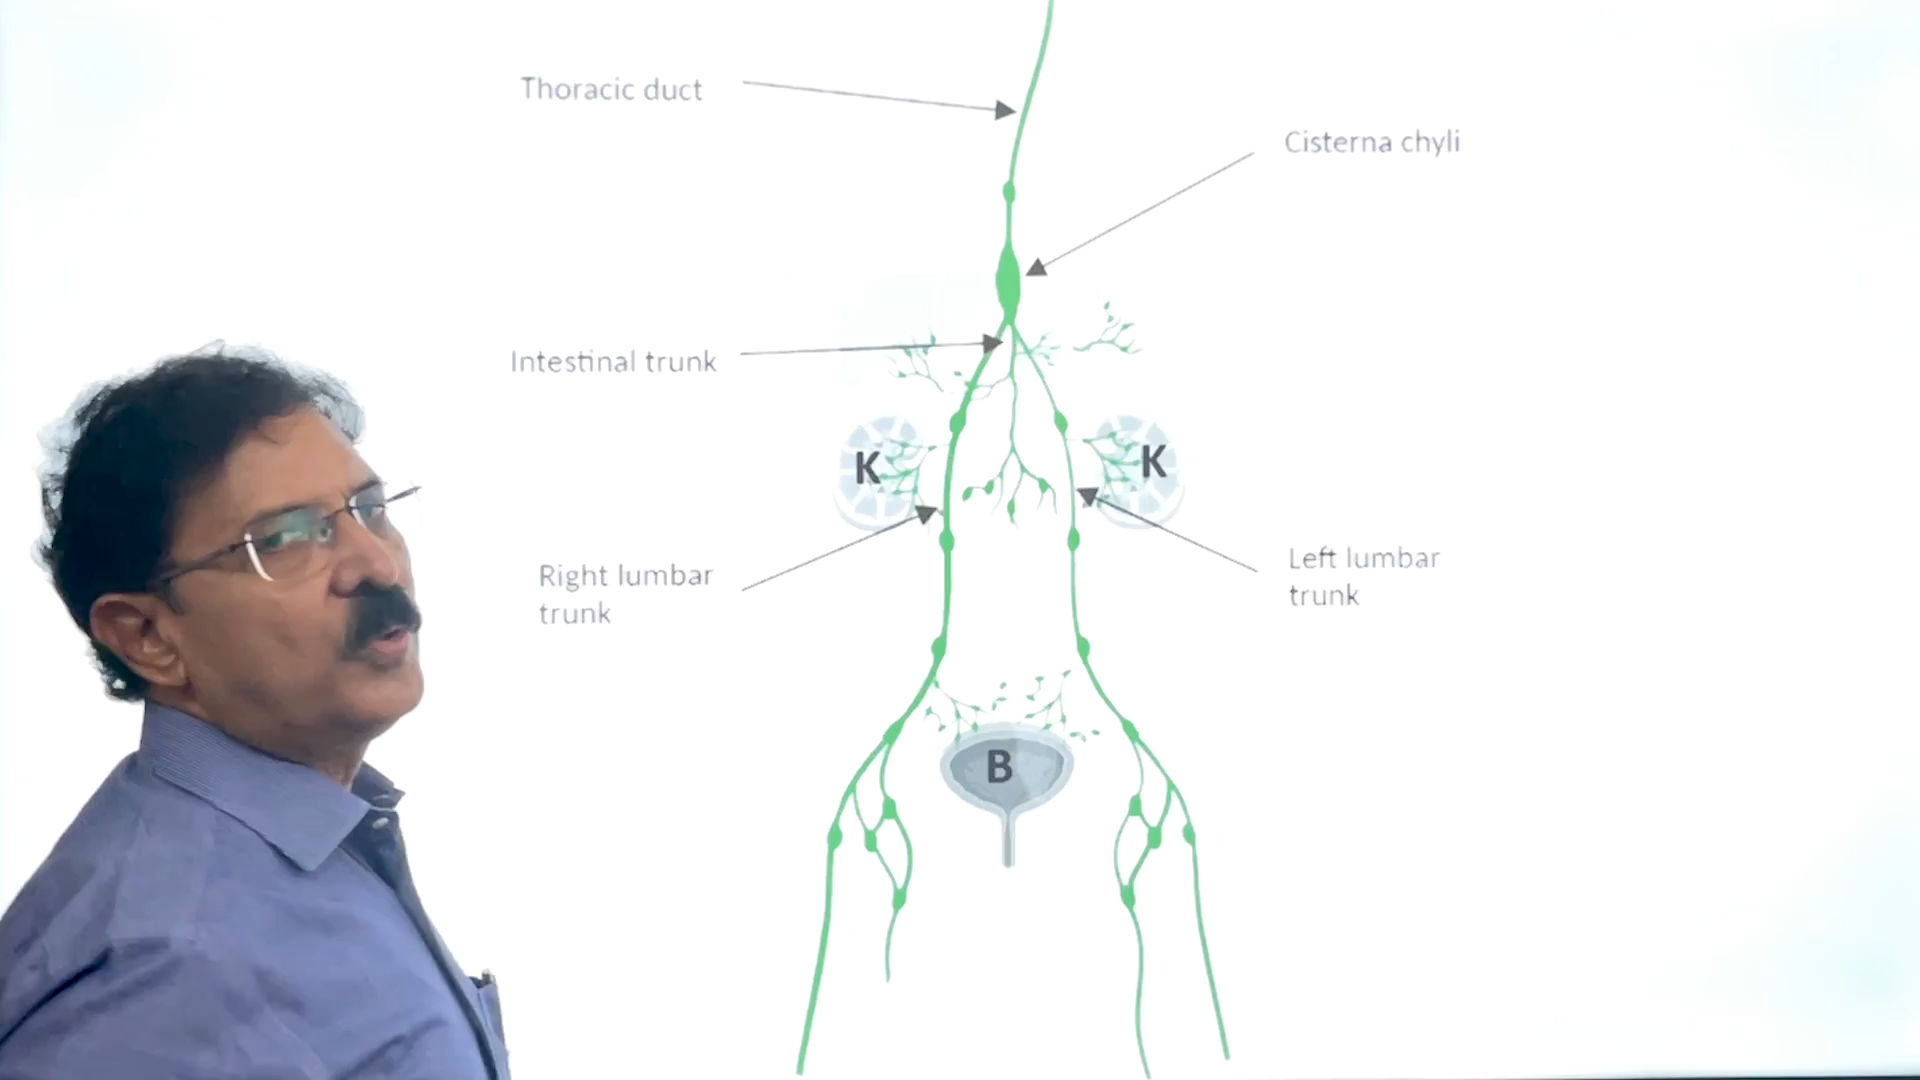 Thoracic duct
Cisterna chyli
Intestinal trunk
K
K
Right lumbar
trunk
Left lumbar
trunk
B